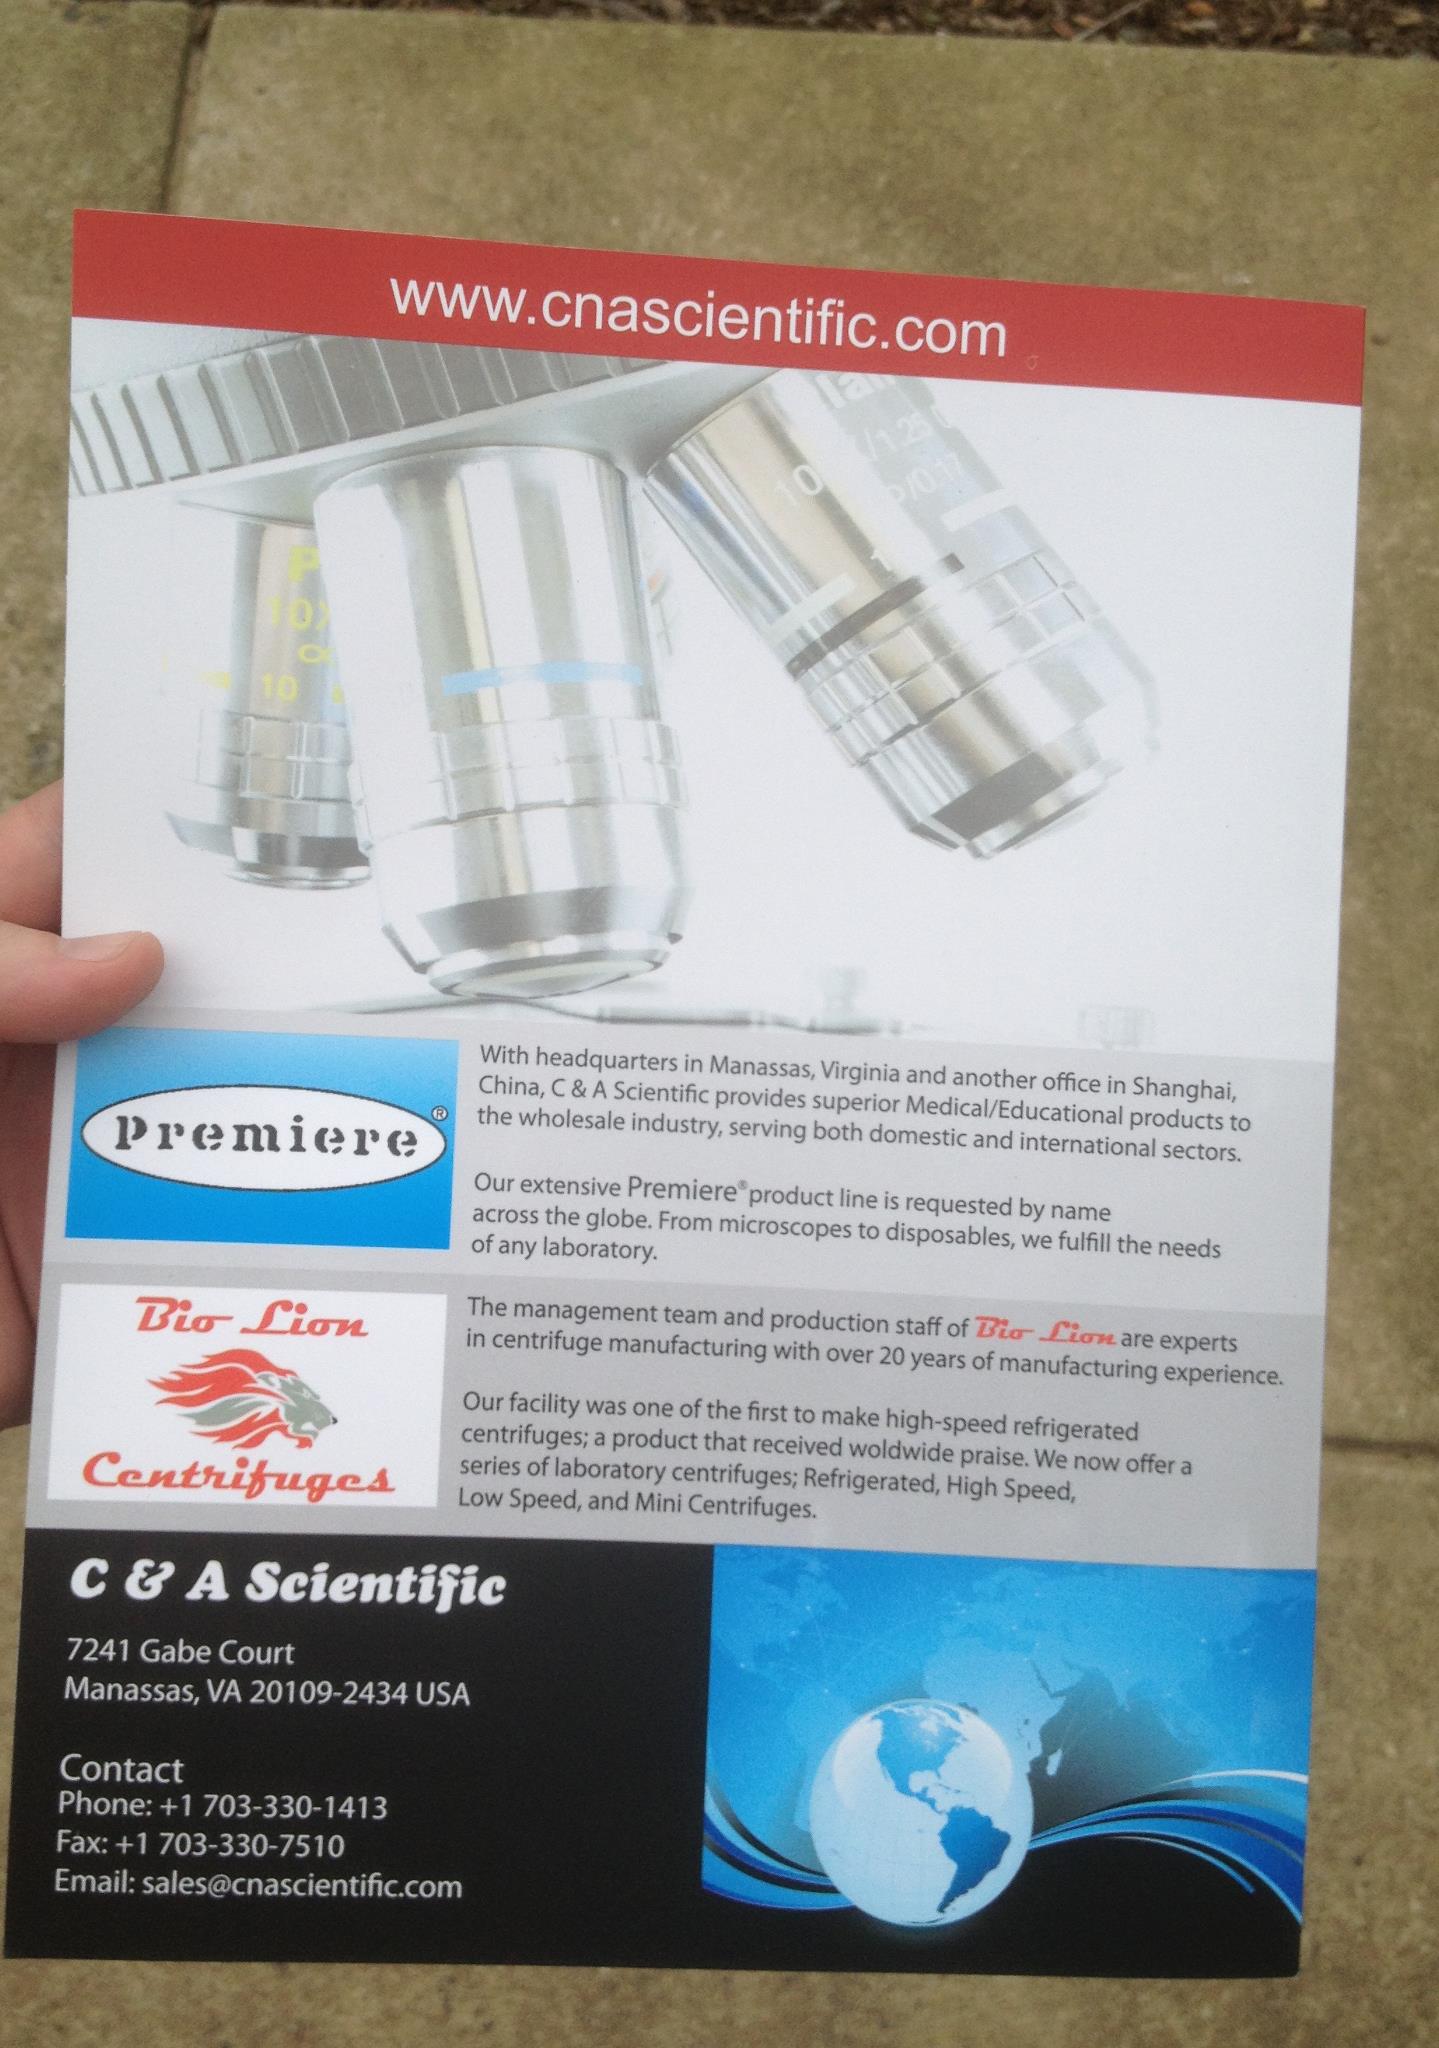 www.cnascientific.com
10
/1.25
P/0.17
1
P
10X
∞
10
Premiere®
With headquarters in Manassas, Virginia and another office in Shanghai,
China, C & A Scientific provides superior Medical/Educational products to
the wholesale industry, serving both domestic and international sectors.
Our extensive Premiere® product line is requested by name
across the globe. From microscopes to disposables, we fulfill the needs
of any laboratory.
Bio Lion
Centrifuges
The management team and production staff of Bio Lion are experts
in centrifuge manufacturing with over 20 years of manufacturing experience.
Our facility was one of the first to make high-speed refrigerated
centrifuges; a product that received woldwide praise. We now offer a
series of laboratory centrifuges; Refrigerated, High Speed,
Low Speed, and Mini Centrifuges.
C & A Scientific
7241 Gabe Court
Manassas, VA 20109-2434 USA
Contact
Phone: +1 703-330-1413
Fax: +1 703-330-7510
Email: sales@cnascientific.com